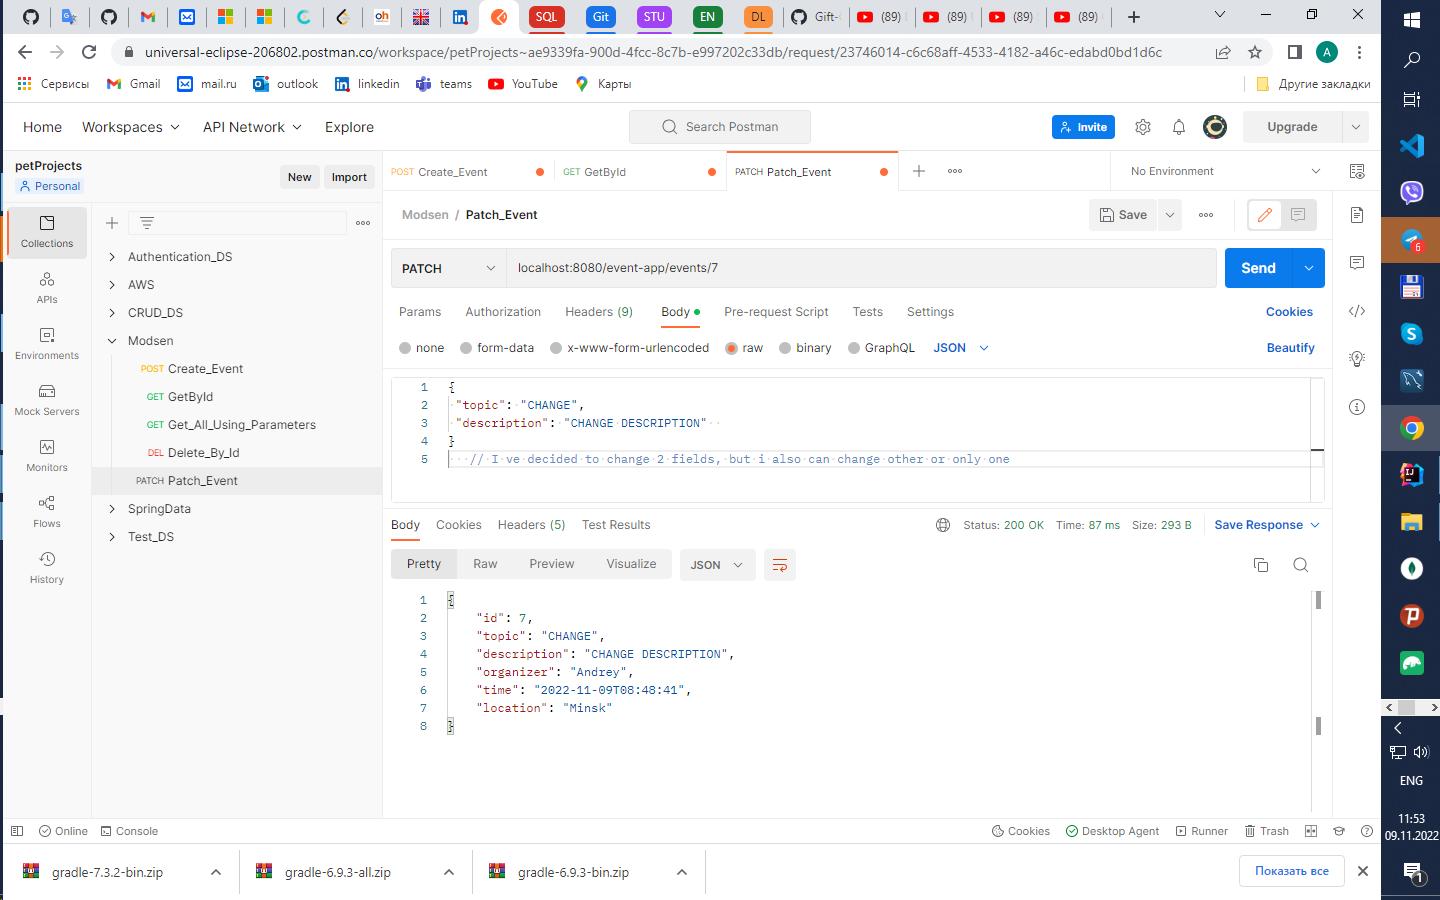 SQL Git STU EN DL Gift- (89) (89) (89) (89)
universal-eclipse-206802.postman.co/workspace/petProjects~ae9339fa-900d-4fcc-8c7b-e997202c33db/request/23746014-c6c68aff-4533-4182-a46c-edabd0bd1d6c
A
Сервисы Gmail mail.ru outlook linkedin teams YouTube Карты Другие закладки
Home Workspaces API Network Explore Search Postman Invite Upgrade
petProjects
Personal
New Import
POST Create_Event GET GetById PATCH Patch_Event No Environment
Modsen / Patch_Event Save
Collections
APIs
Environments
Mock Servers
Monitors
Flows
History
Authentication_DS
AWS
CRUD_DS
Modsen
POST Create_Event
GET GetById
GET Get_All_Using_Parameters
DEL Delete_By_Id
PATCH Patch_Event
SpringData
Test_DS
PATCH localhost:8080/event-app/events/7 Send
Params Authorization Headers (9) Body Pre-request Script Tests Settings Cookies
none form-data x-www-form-urlencoded raw binary GraphQL JSON Beautify
1 {
2 "topic": "CHANGE",
3 "description": "CHANGE DESCRIPTION"
4 }
5 // I ve decided to change 2 fields, but i also can change other or only one
Body Cookies Headers (5) Test Results Status: 200 OK Time: 87 ms Size: 293 B Save Response
Pretty Raw Preview Visualize JSON
1 {
2 "id": 7,
3 "topic": "CHANGE",
4 "description": "CHANGE DESCRIPTION",
5 "organizer": "Andrey",
6 "time": "2022-11-09T08:48:41",
7 "location": "Minsk"
8 }
Online Console Cookies Desktop Agent Runner Trash
gradle-7.3.2-bin.zip gradle-6.9.3-all.zip gradle-6.9.3-bin.zip Показать все
6
ENG
11:53
09.11.2022
1